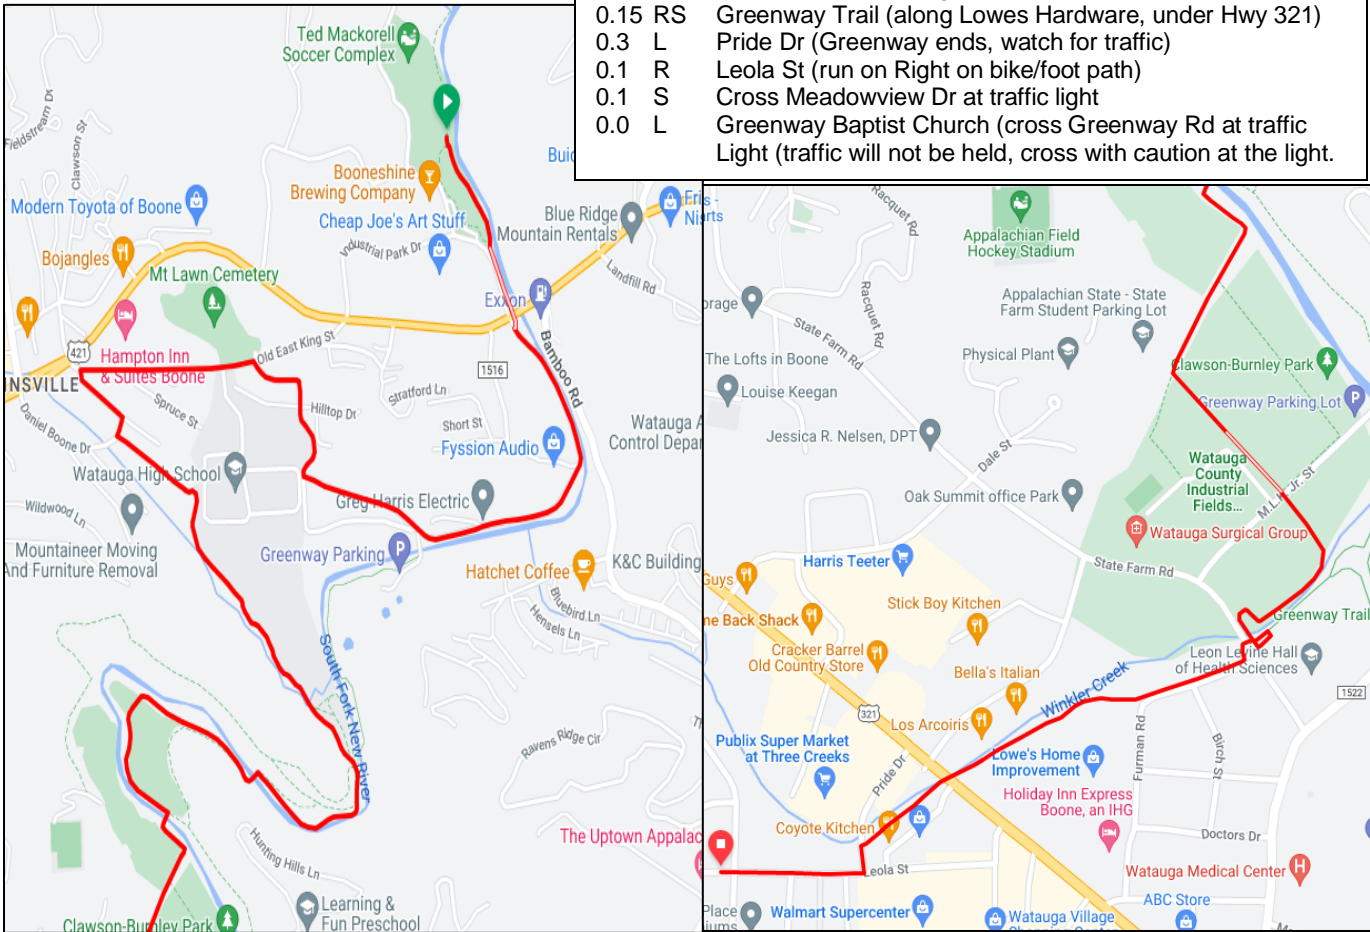 0.15 RS Greenway Trail (along Lowes Hardware, under Hwy 321)
0.3 L Pride Dr (Greenway ends, watch for traffic)
0.1 R Leola St (run on Right on bike/foot path)
0.1 S Cross Meadowview Dr at traffic light
0.0 L Greenway Baptist Church (cross Greenway Rd at traffic
Light (traffic will not be held, cross with caution at the light.
Ted Mackorell
Soccer Complex
Fieldstream Dr
Clawson St
Booneshine
Brewing Company
Modern Toyota of Boone
Cheap Joe's Art Stuff
Blue Ridge
Mountain Rentals
Industrial Park Dr
Bojangles
Mt Lawn Cemetery
Landfill Rd
Exxon
Bamboo Rd
421
Hampton Inn
& Suites Boone
Old East King St
1516
INSVILLE
Spruce St
Hilltop Dr
Stratford Ln
Short St
Daniel Boone Dr
Fyssion Audio
Watauga A
Control Depar
Watauga High School
Greg Harris Electric
Wildwood Ln
Mountaineer Moving
And Furniture Removal
Greenway Parking
Hatchet Coffee
K&C Building
Bluebird Ln
Hensels Ln
South Fork New River
Ravens Ridge Cir
The Uptown Appalac
Hunting Hills Ln
Learning &
Fun Preschool
Clawson-Burnley Park
Racquet Rd
Appalachian Field
Hockey Stadium
Racquet Rd
orage
Appalachian State - State
Farm Student Parking Lot
State Farm Rd
The Lofts in Boone
Physical Plant
Clawson-Burnley Park
Louise Keegan
Greenway Parking Lot
Jessica R. Nelsen, DPT
Dale St
Watauga
County
Industrial
Fields...
M.L.K. Jr. St
Oak Summit office Park
Watauga Surgical Group
Harris Teeter
State Farm Rd
Guys
Stick Boy Kitchen
ne Back Shack
Greenway Trail
Cracker Barrel
Old Country Store
Leon Levine Hall
of Health Sciences
Bella's Italian
Winkler Creek
1522
321
Los Arcoiris
Publix Super Market
at Three Creeks
Lowe's Home
Improvement
Furman Rd
Birch St
Pride Dr
Holiday Inn Express
Boone, an IHG
Coyote Kitchen
Doctors Dr
Leola St
Watauga Medical Center
ABC Store
Place
iums
Walmart Supercenter
Watauga Village